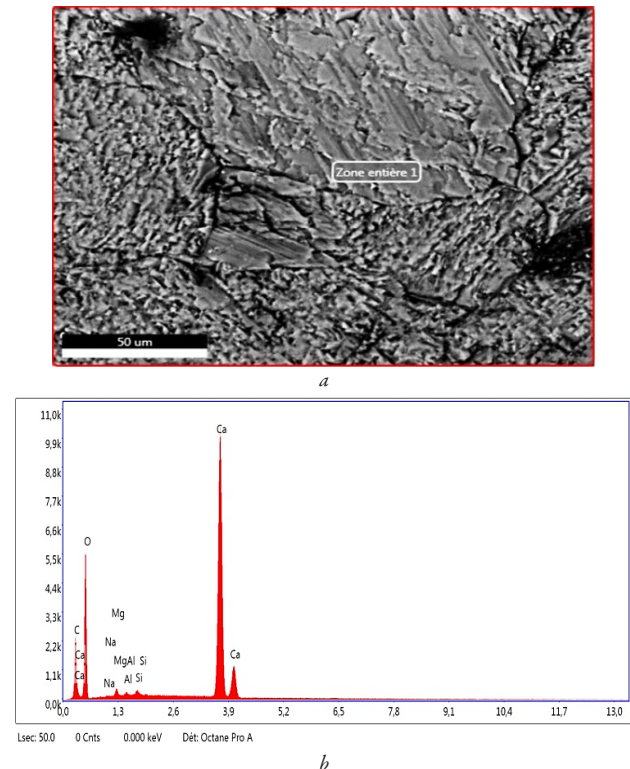 Zone entière 1
50 um
a
11,0k
9,9k
8,8k
7,7k
6,6k
5,5k
4,4k
3,3k
2,2k
1,1k
0,0k
Ca
O
Mg
C
Na
Ca
Mg Al Si
Ca
Ca
Na
Al Si
0,0 1,3 2,6 3,9 5,2 6,5 7,8 9,1 10,4 11,7 13,0
Lsec: 50.0 0 Cnts 0.000 keV Dét: Octane Pro A
b